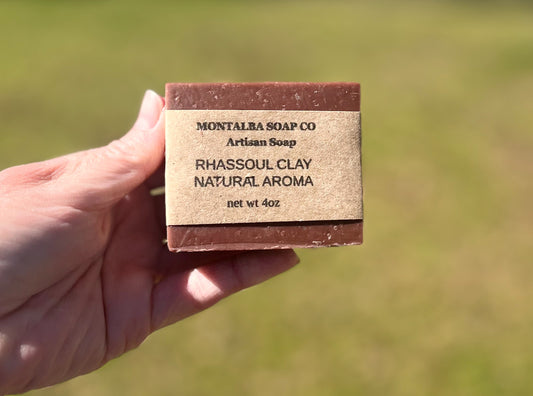 MONTALBA SOAP CO
Artisan Soap
RHASSOUL CLAY
NATURAL AROMA
net wt 4oz